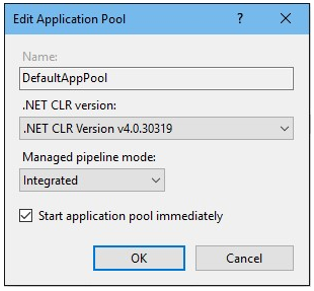 Edit Application Pool
Name:
DefaultAppPool
.NET CLR version:
.NET CLR Version v4.0.30319
Managed pipeline mode:
Integrated
Start application pool immediately
OK Cancel